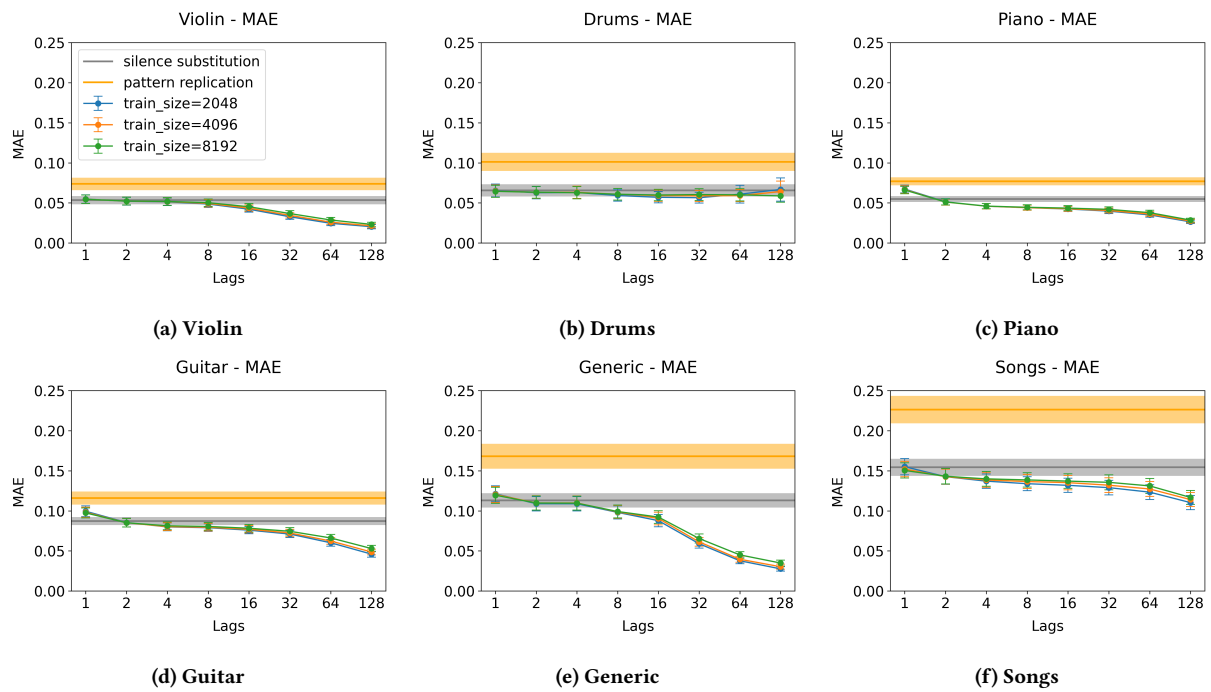 Violin - MAE
Drums - MAE
Piano - MAE
0.25
0.20
0.15
0.10
0.05
0.00
MAE
silence substitution
pattern replication
train_size=2048
train_size=4096
train_size=8192
1 2 4 8 16 32 64 128
Lags
0.25
0.20
0.15
0.10
0.05
0.00
MAE
1 2 4 8 16 32 64 128
Lags
0.25
0.20
0.15
0.10
0.05
0.00
MAE
1 2 4 8 16 32 64 128
Lags
(a) Violin
(b) Drums
(c) Piano
Guitar - MAE
Generic - MAE
Songs - MAE
0.25
0.20
0.15
0.10
0.05
0.00
MAE
1 2 4 8 16 32 64 128
Lags
0.25
0.20
0.15
0.10
0.05
0.00
MAE
1 2 4 8 16 32 64 128
Lags
0.25
0.20
0.15
0.10
0.05
0.00
MAE
1 2 4 8 16 32 64 128
Lags
(d) Guitar
(e) Generic
(f) Songs